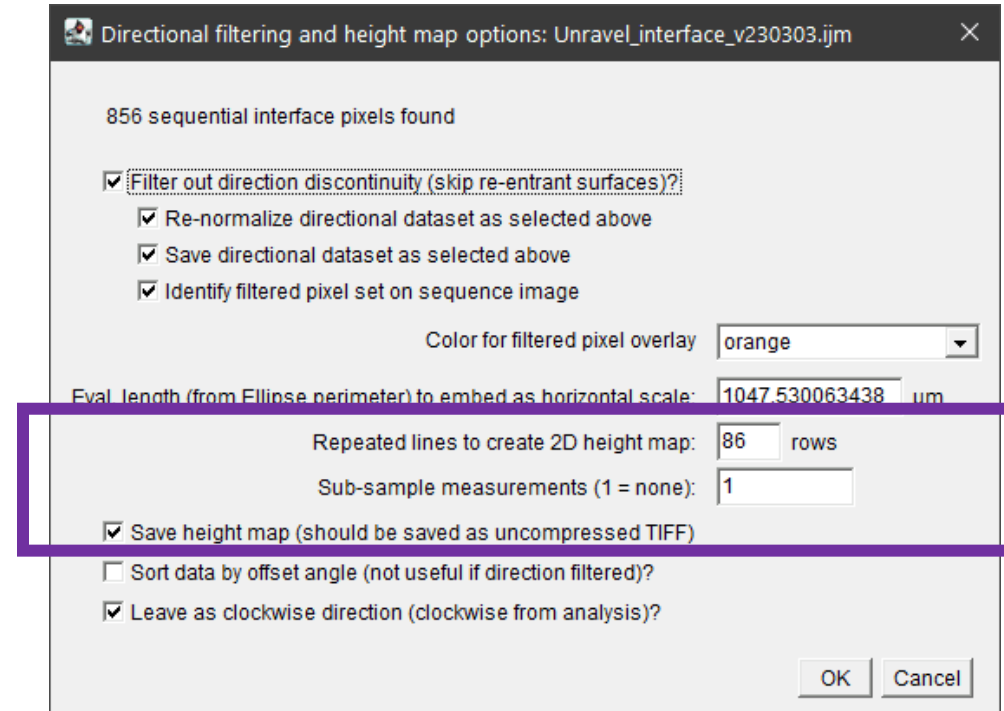 Directional filtering and height map options: Unravel_interface_v230303.ijm
856 sequential interface pixels found
Filter out direction discontinuity (skip re-entrant surfaces)?
Re-normalize directional dataset as selected above
Save directional dataset as selected above
Identify filtered pixel set on sequence image
Color for filtered pixel overlay orange
Eval. length (from Ellipse perimeter) to embed as horizontal scale: 1047.530063438 um
Repeated lines to create 2D height map: 86 rows
Sub-sample measurements (1 = none): 1
Save height map (should be saved as uncompressed TIFF)
Sort data by offset angle (not useful if direction filtered)?
Leave as clockwise direction (clockwise from analysis)?
OK Cancel